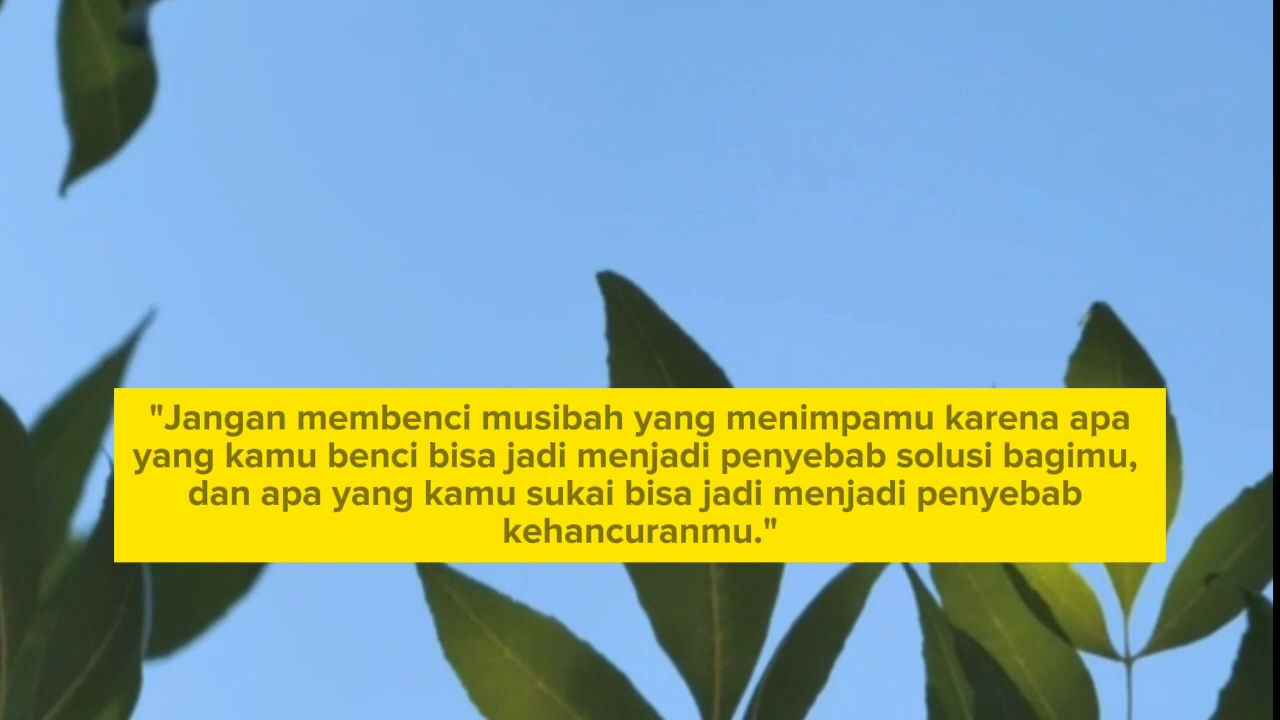 "Jangan membenci musibah yang menimpamu karena apa
yang kamu benci bisa jadi menjadi penyebab solusi bagimu,
dan apa yang kamu sukai bisa jadi menjadi penyebab
kehancuranmu."